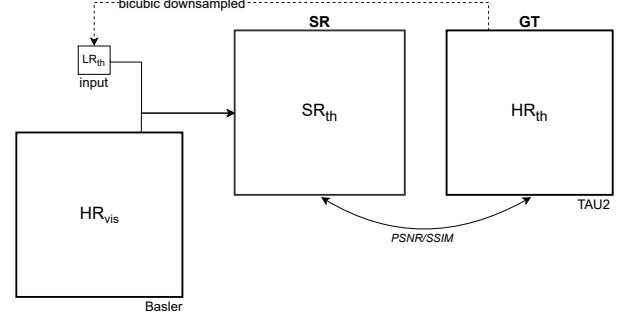 bicubic downsampled
SR
GT
LRth
input
SRth
HRth
TAU2
HRvis
PSNR/SSIM
Basler